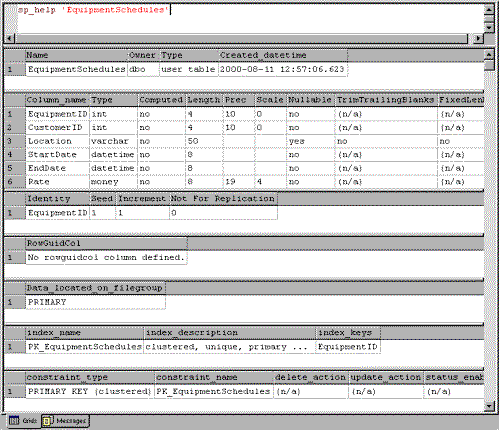 sp_help 'EquipmentSchedules'
Name Owner Type Created_datetime
1 EquipmentSchedules dbo user table 2000-08-11 12:57:06.623
Column_name Type Computed Length Prec Scale Nullable TrimTrailingBlanks FixedLen
1 EquipmentID int no 4 10 0 no (n/a) (n/a)
2 CustomerID int no 4 10 0 no (n/a) (n/a)
3 Location varchar no 50 yes no no
4 StartDate datetime no 8 no (n/a) (n/a)
5 EndDate datetime no 8 no (n/a) (n/a)
6 Rate money no 8 19 4 no (n/a) (n/a)
Identity Seed Increment Not For Replication
1 EquipmentID 1 1 0
RowGuidCol
1 No rowguidcol column defined.
Data_located_on_filegroup
1 PRIMARY
index_name index_description index_keys
1 PK_EquipmentSchedules clustered, unique, primary ... EquipmentID
constraint_type constraint_name delete_action update_action status_enab
1 PRIMARY KEY (clustered) PK_EquipmentSchedules (n/a) (n/a) (n/a)
Grids Messages